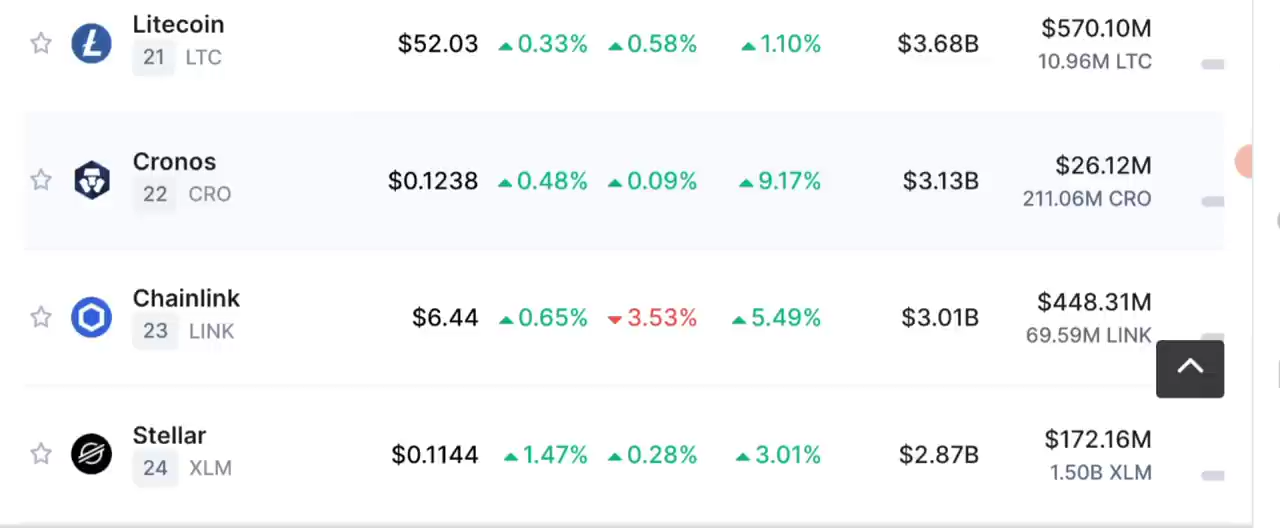 Litecoin
21 LTC
$52.03 0.33% 0.58% 1.10% $3.68B $570.10M
10.96M LTC
Cronos
22 CRO
$0.1238 0.48% 0.09% 9.17% $3.13B $26.12M
211.06M CRO
Chainlink
23 LINK
$6.44 0.65% 3.53% 5.49% $3.01B $448.31M
69.59M LINK
Stellar
24 XLM
$0.1144 1.47% 0.28% 3.01% $2.87B $172.16M
1.50B XLM